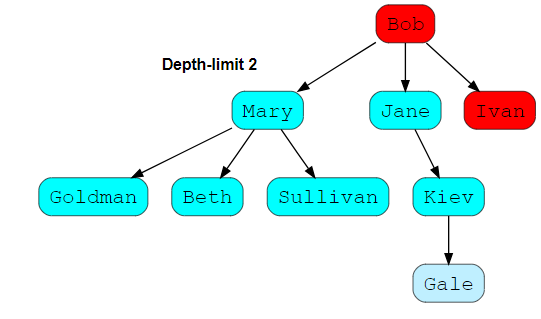 Bob
Depth-limit 2
Mary
Jane
Ivan
Goldman
Beth
Sullivan
Kiev
Gale